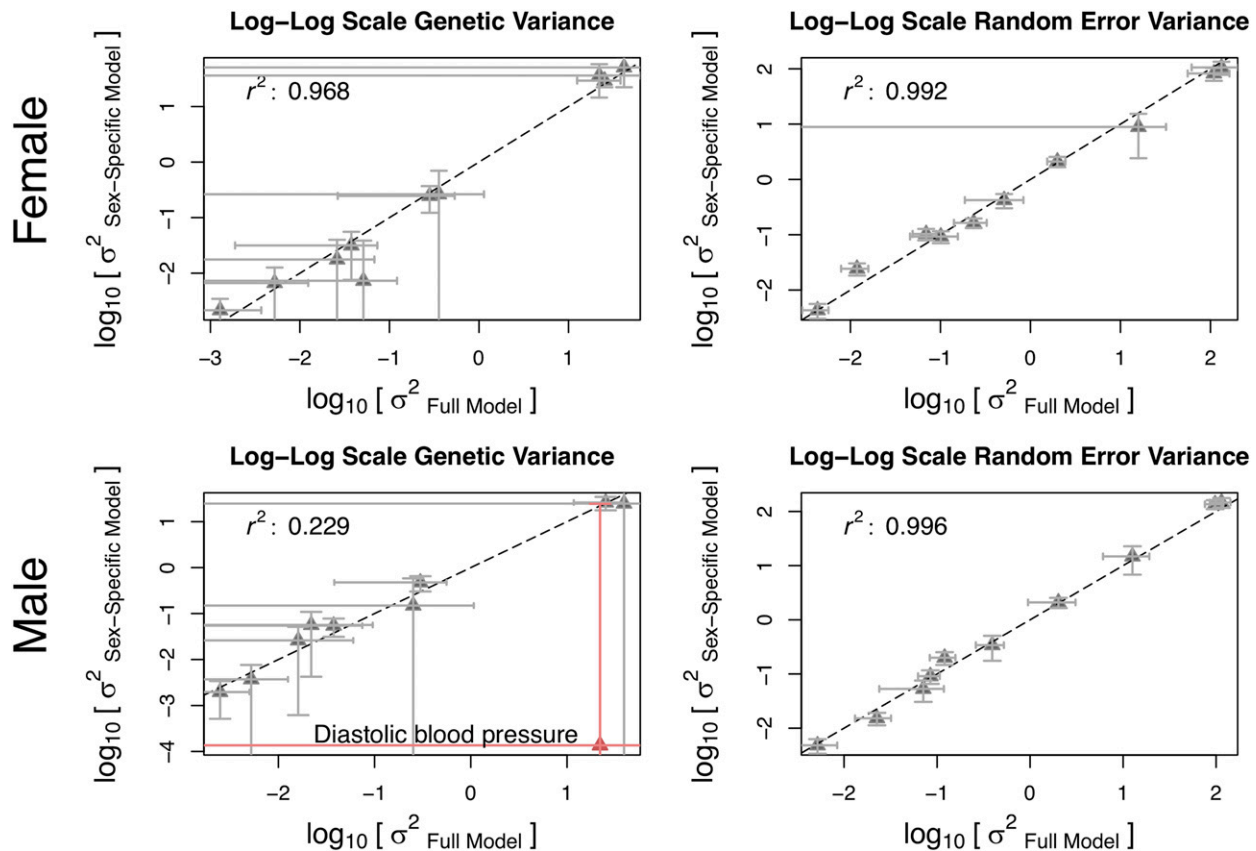 Female
Log−Log Scale Genetic Variance
log10 [ σ2 Sex−Specific Model ]
r2: 0.968
1
0
−1
−2
−3 −2 −1 0 1
log10 [ σ2 Full Model ]
Log−Log Scale Random Error Variance
log10 [ σ2 Sex−Specific Model ]
r2: 0.992
2
1
0
−1
−2
−2 −1 0 1 2
log10 [ σ2 Full Model ]
Male
Log−Log Scale Genetic Variance
log10 [ σ2 Sex−Specific Model ]
r2: 0.229
1
0
−1
−2
−3
−4
Diastolic blood pressure
−2 −1 0 1
log10 [ σ2 Full Model ]
Log−Log Scale Random Error Variance
log10 [ σ2 Sex−Specific Model ]
r2: 0.996
2
1
0
−1
−2
−2 −1 0 1 2
log10 [ σ2 Full Model ]